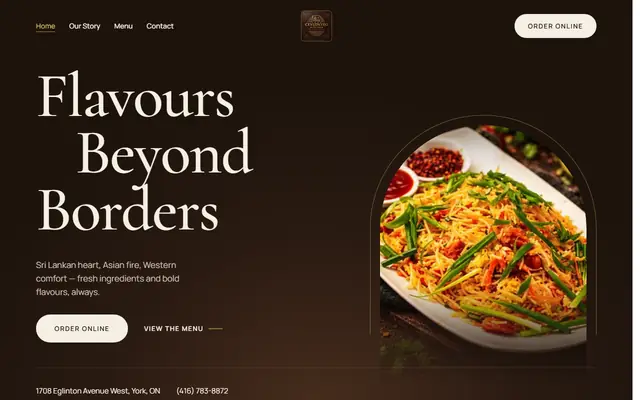 Home
Our Story
Menu
Contact
ORDER ONLINE
Flavours
Beyond
Borders
Sri Lankan heart, Asian fire, Western
comfort — fresh ingredients and bold
flavours, always.
ORDER ONLINE
VIEW THE MENU
1708 Eglinton Avenue West, York, ON
(416) 783-8872